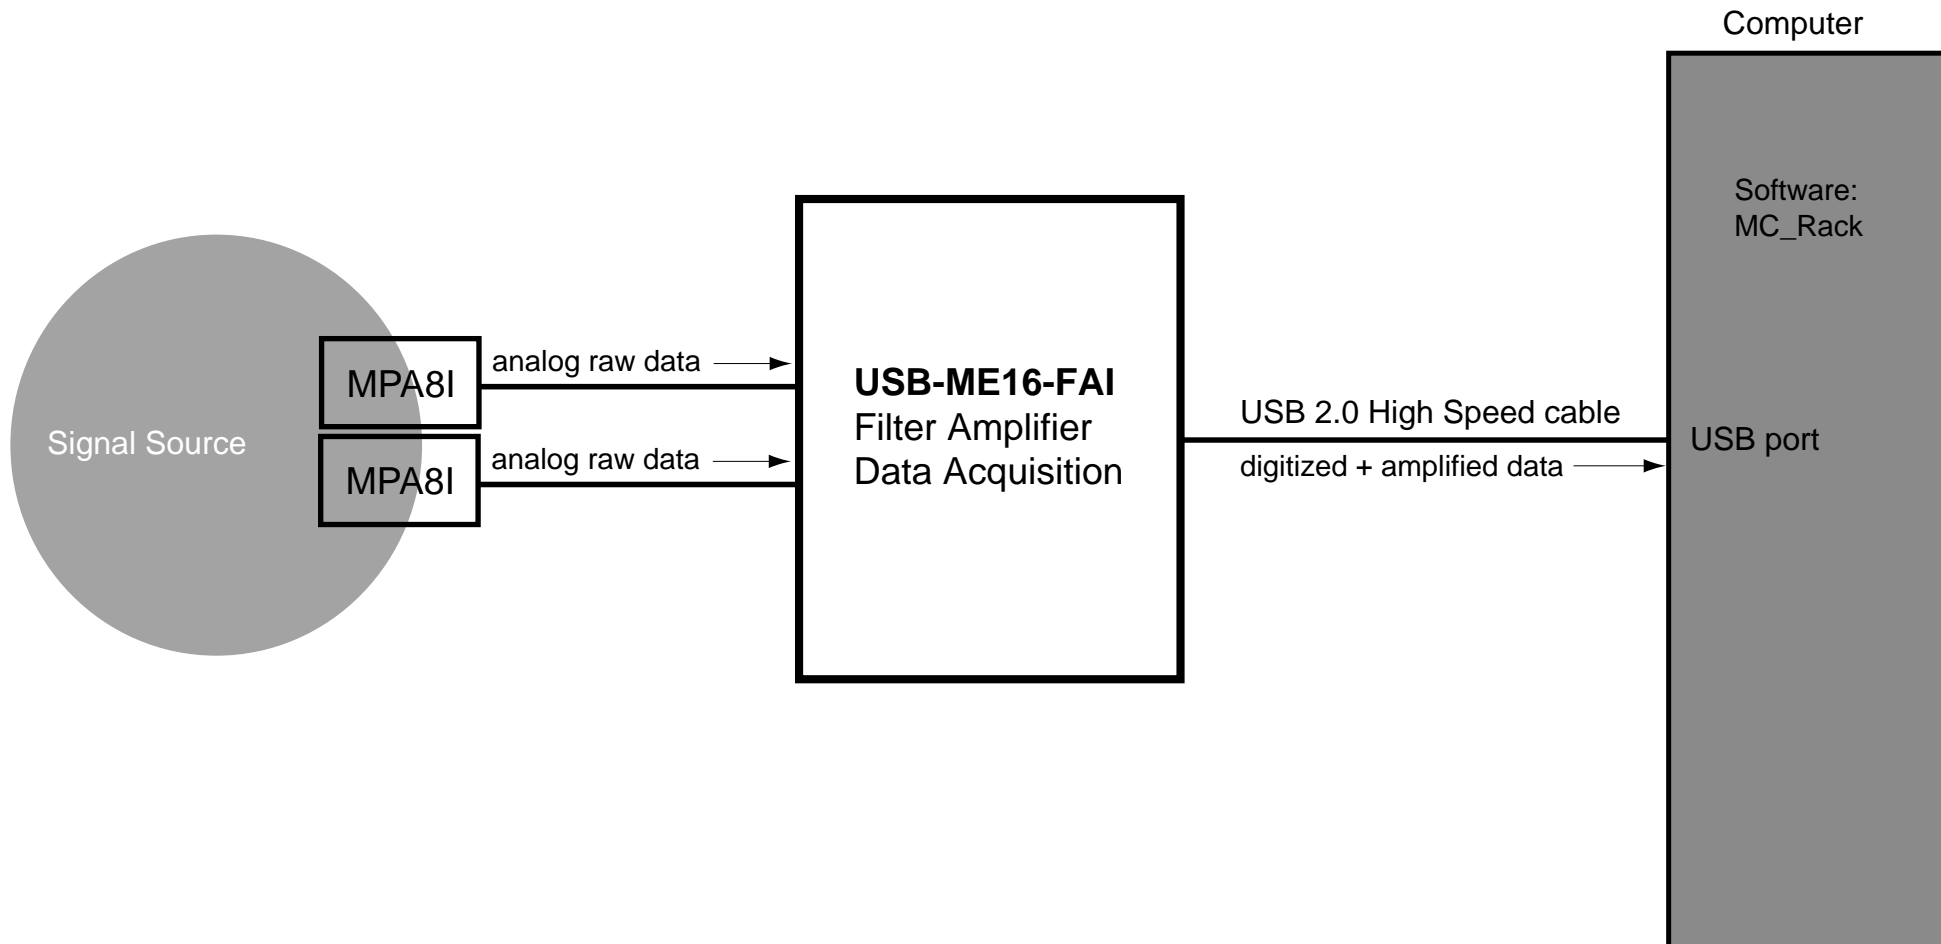 Computer
Software:
MC_Rack
Signal Source
MPA8I
analog raw data
MPA8I
analog raw data
USB-ME16-FAI
Filter Amplifier
Data Acquisition
USB 2.0 High Speed cable
digitized + amplified data
USB port